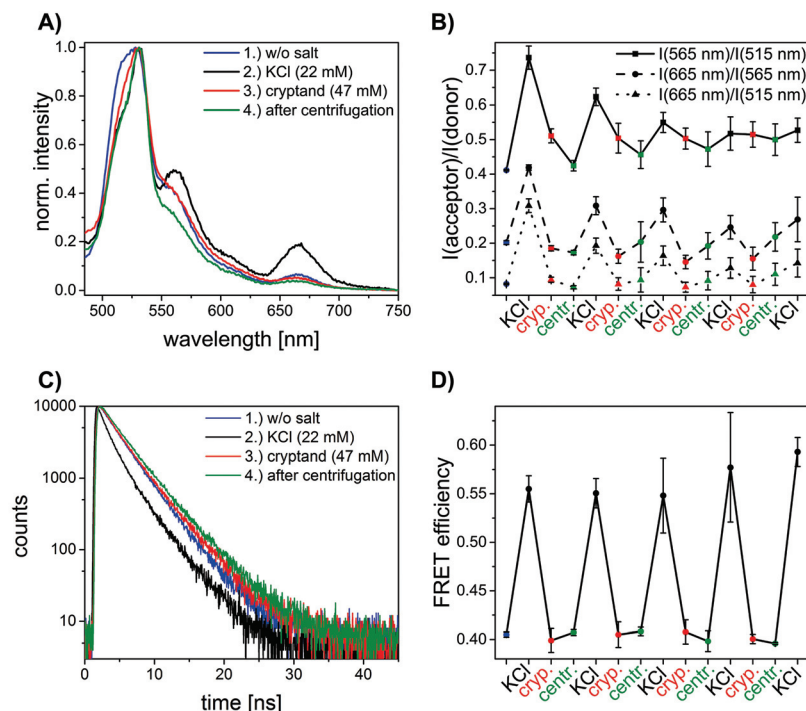 A)
1.) w/o salt
2.) KCl (22 mM)
3.) cryptand (47 mM)
4.) after centrifugation
1.0
0.8
0.6
0.4
0.2
0.0
norm. intensity
500 550 600 650 700 750
wavelength [nm]
B)
I(565 nm)/I(515 nm)
I(665 nm)/I(565 nm)
I(665 nm)/I(515 nm)
0.7
0.6
0.5
0.4
0.3
0.2
0.1
I(acceptor)/I(donor)
KCl cryp. centr. KCl cryp. centr. KCl cryp. centr. KCl cryp. centr. KCl
C)
1.) w/o salt
2.) KCl (22 mM)
3.) cryptand (47 mM)
4.) after centrifugation
10000
1000
100
10
counts
0 10 20 30 40
time [ns]
D)
0.60
0.55
0.50
0.45
0.40
FRET efficiency
KCl cryp. centr. KCl cryp. centr. KCl cryp. centr. KCl cryp. centr. KCl